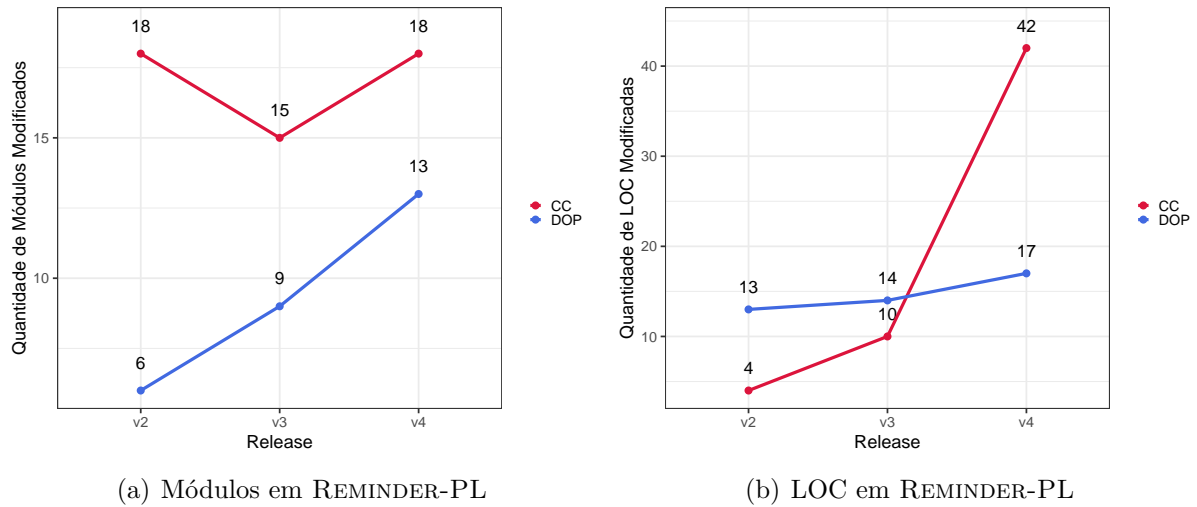 Quantidade de Módulos Modificados
15
10
18
15
18
6
9
13
v2
v3
v4
Release
CC
DOP
(a) Módulos em REMINDER-PL
Quantidade de LOC Modificadas
40
30
20
10
42
13
14
17
4
10
v2
v3
v4
Release
CC
DOP
(b) LOC em REMINDER-PL